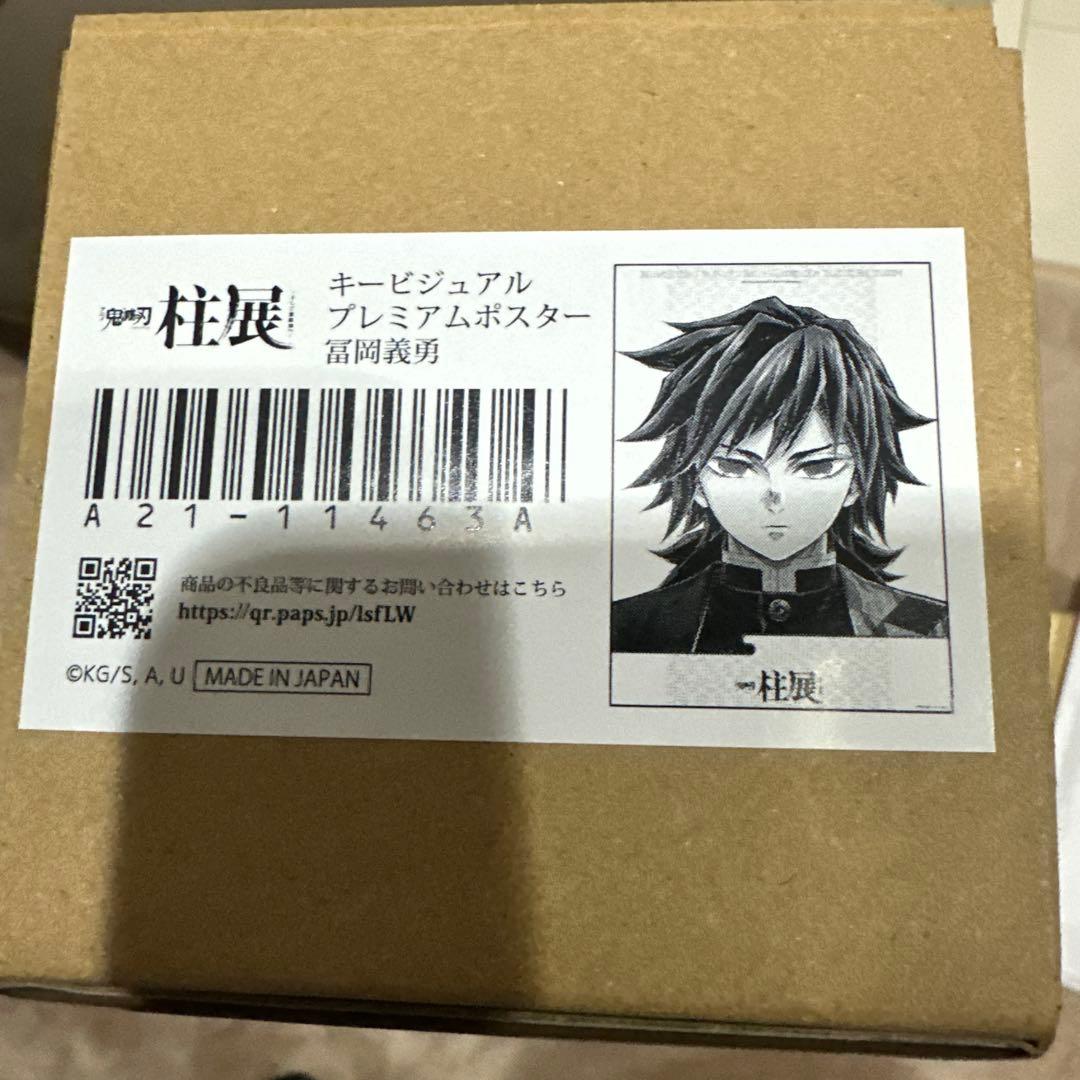 鬼滅の刃 柱展
キービジュアル
プレミアムポスター
冨岡義勇
A21-11463A
商品の不良品等に関するお問い合わせはこちら
https://qr.paps.jp/lsfLW
©KG/S, A, U MADE IN JAPAN
柱展